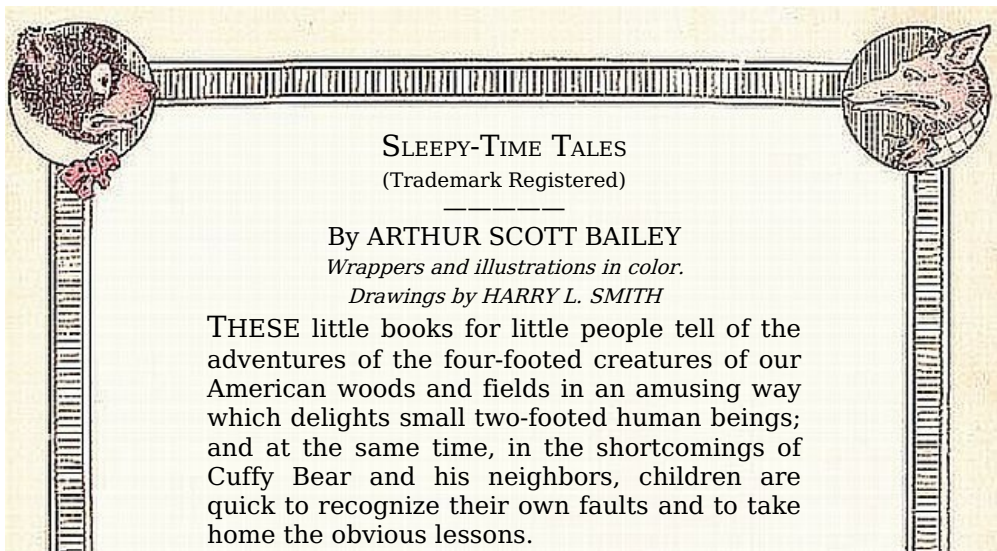 Sleepy-Time Tales
(Trademark Registered)
By ARTHUR SCOTT BAILEY
Wrappers and illustrations in color.
Drawings by HARRY L. SMITH
THESE little books for little people tell of the
adventures of the four-footed creatures of our
American woods and fields in an amusing way
which delights small two-footed human beings;
and at the same time, in the shortcomings of
Cuffy Bear and his neighbors, children are
quick to recognize their own faults and to take
home the obvious lessons.